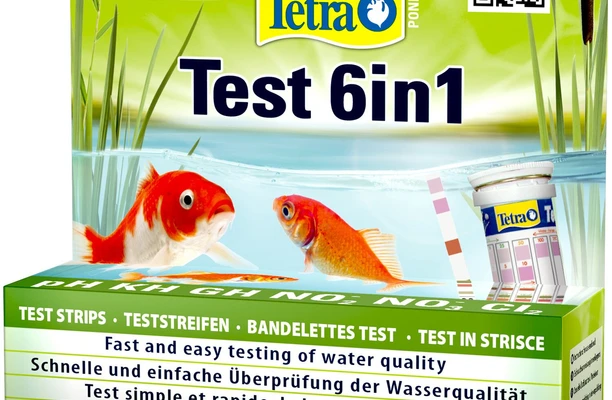 Tetra
POND
Test 6in1
Tetra
pH KH GH NO₂⁻ NO₃⁻ Cl₂
TEST STRIPS · TESTSTREIFEN · BANDELETTES TEST · TEST IN STRISCE
Fast and easy testing of water quality
Schnelle und einfache Überprüfung der Wasserqualität
Test simple et rapide